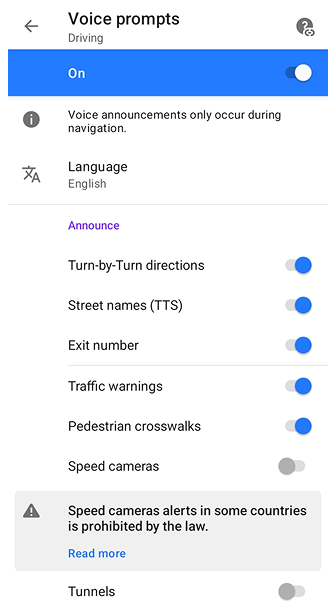 Voice prompts
Driving
On
Voice announcements only occur during
navigation.
Language
English
Announce
Turn-by-Turn directions
Street names (TTS)
Exit number
Traffic warnings
Pedestrian crosswalks
Speed cameras
Speed cameras alerts in some countries
is prohibited by the law.
Read more
Tunnels